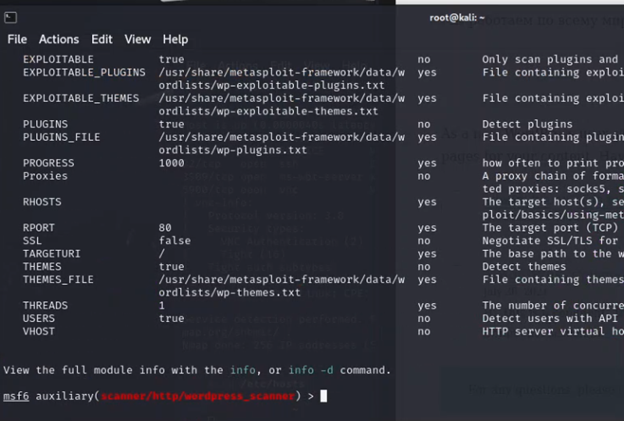 root@kali: ~
File Actions Edit View Help
EXPLOITABLE true no Only scan plugins and
EXPLOITABLE_PLUGINS /usr/share/metasploit-framework/data/w yes File containing exploi
ordlists/wp-exploitable-plugins.txt
EXPLOITABLE_THEMES /usr/share/metasploit-framework/data/w yes File containing exploi
ordlists/wp-exploitable-themes.txt
PLUGINS true no Detect plugins
PLUGINS_FILE /usr/share/metasploit-framework/data/w yes File containing plugin
ordlists/wp-plugins.txt
PROGRESS 1000 yes how often to print pro
Proxies no A proxy chain of forma
ted proxies: socks5, s
RHOSTS yes The target host(s), se
ploit/basics/using-met
RPORT 80 yes The target port (TCP)
SSL false no Negotiate SSL/TLS for
TARGETURI / yes The base path to the w
THEMES true no Detect themes
THEMES_FILE /usr/share/metasploit-framework/data/w yes File containing themes
ordlists/wp-themes.txt
THREADS 1 yes The number of concurre
USERS true no Detect users with API
VHOST no HTTP server virtual ho
View the full module info with the info, or info -d command.
msf6 auxiliary(scanner/http/wordpress_scanner) >